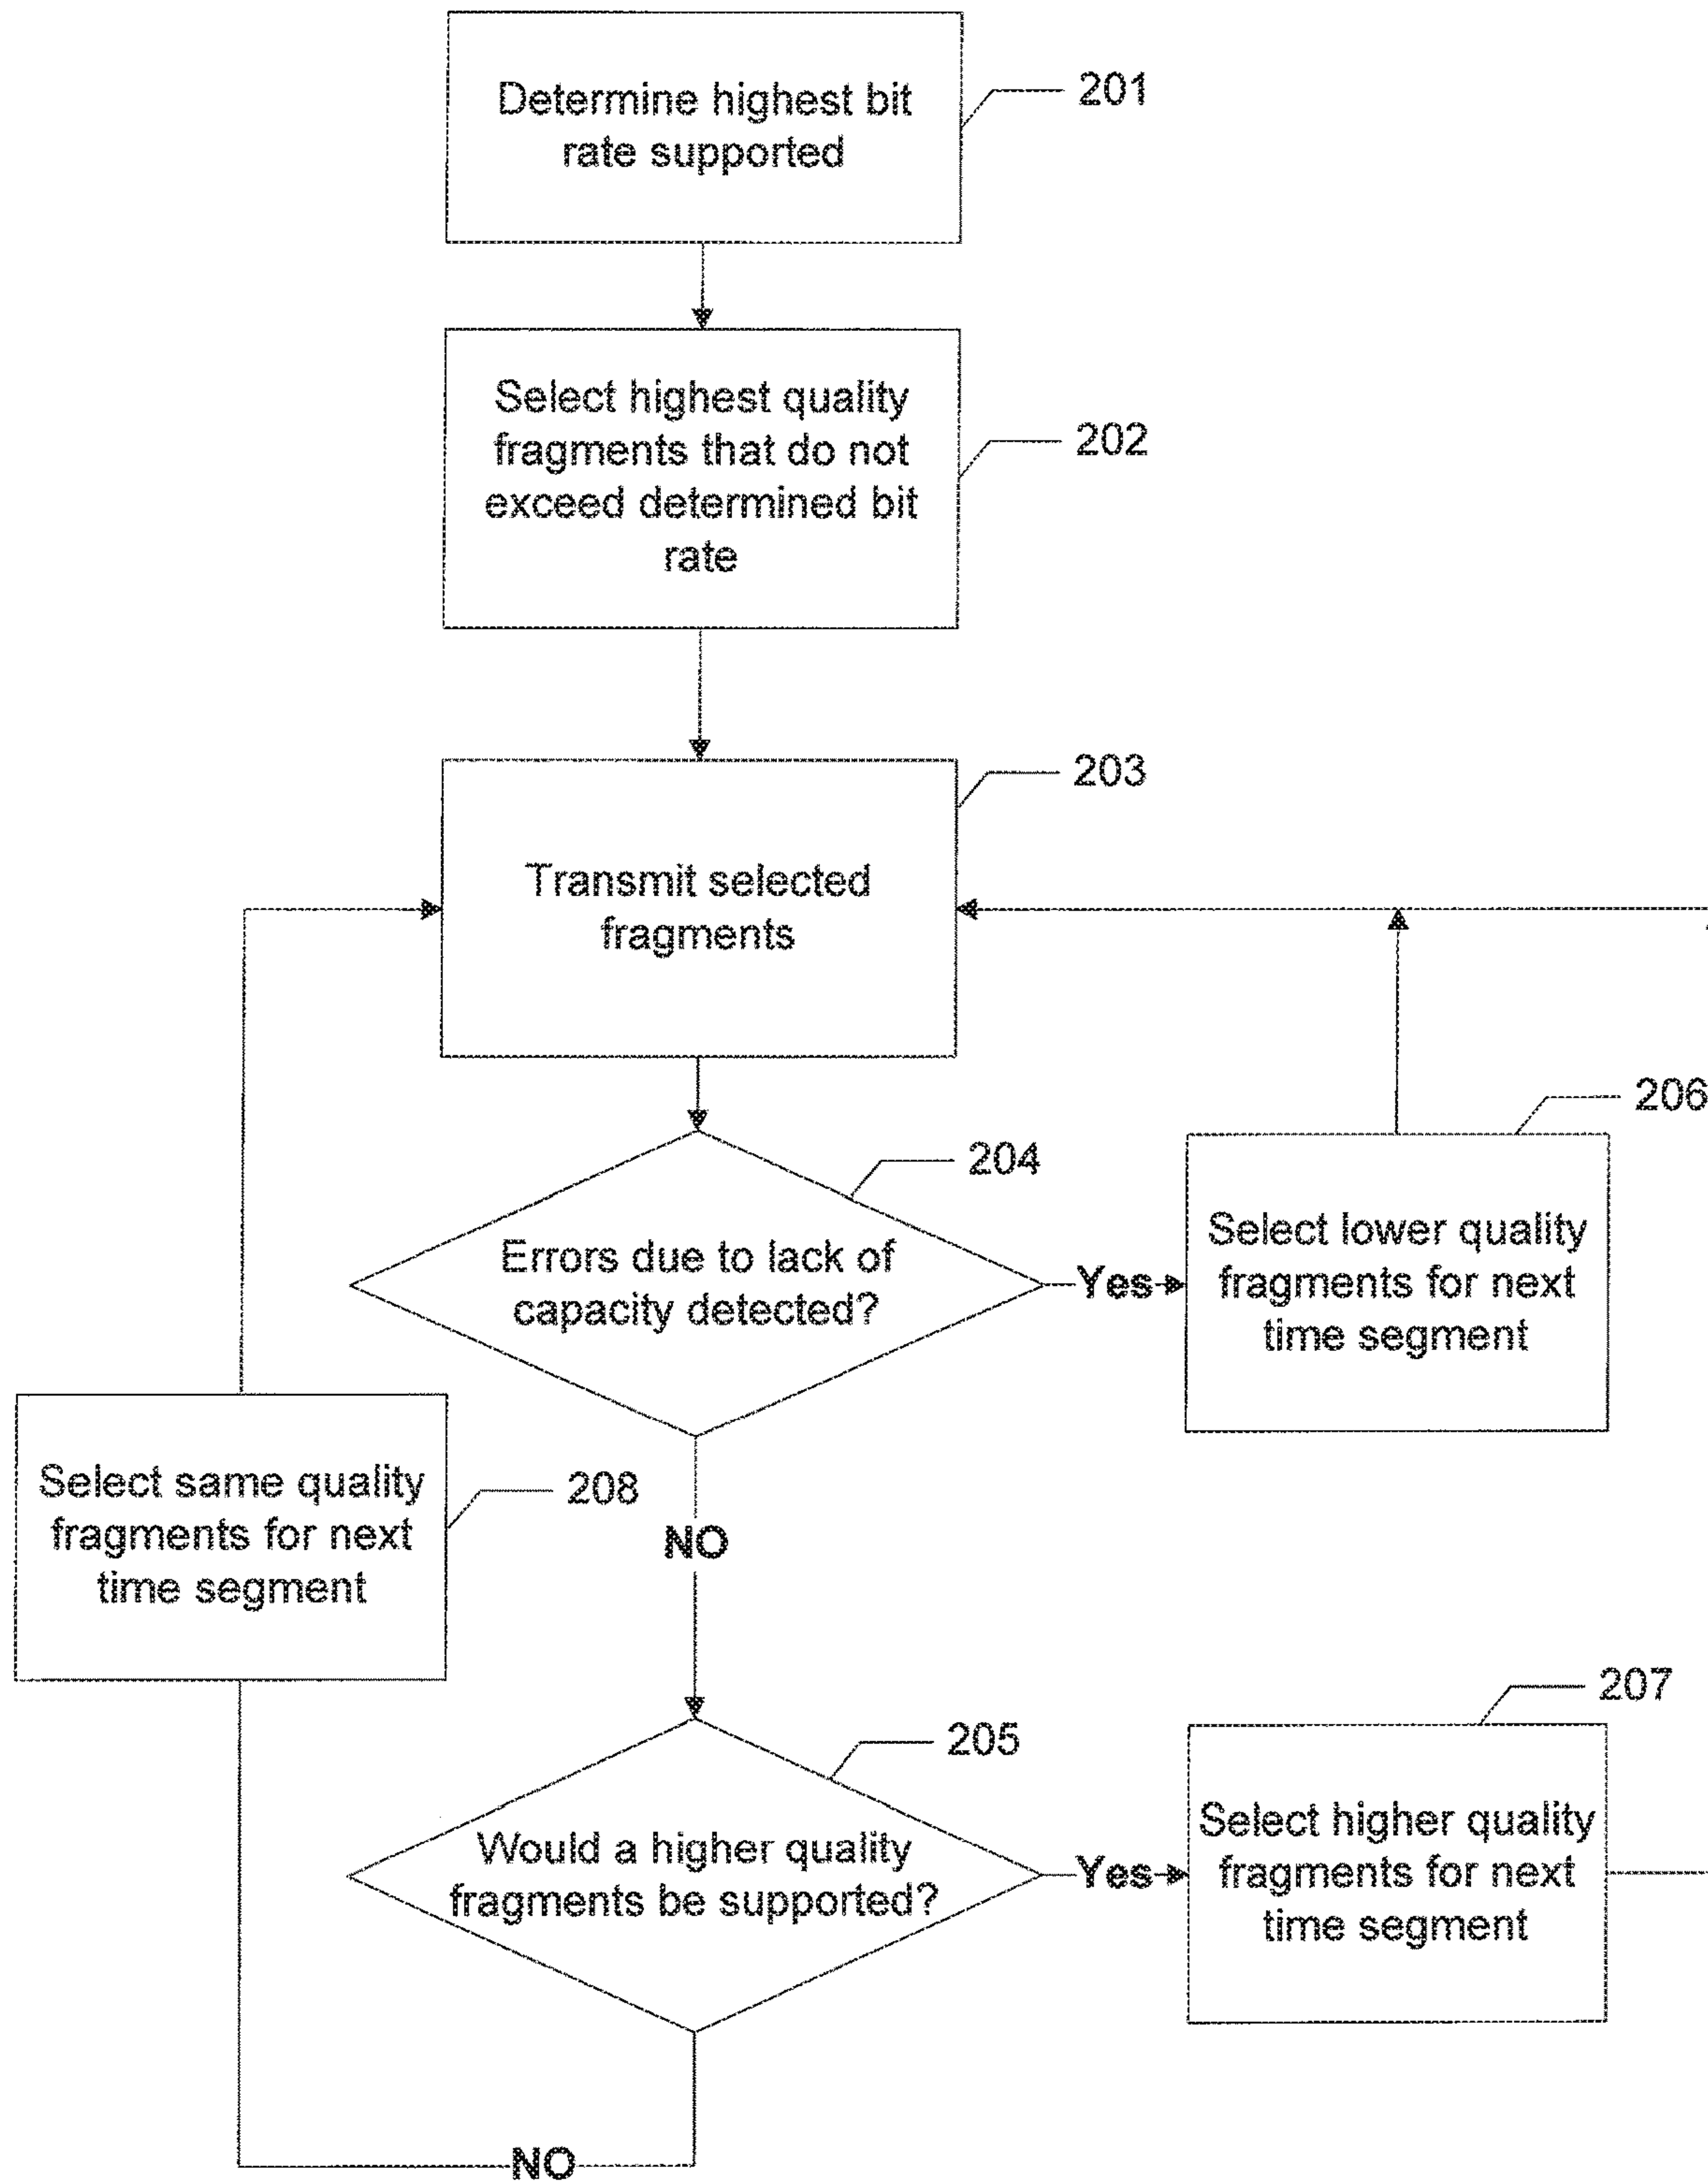 Determine highest bit
rate supported
201
Select highest quality
fragments that do not
exceed determined bit
rate
202
Transmit selected
fragments
203
Errors due to lack of
capacity detected?
204
Yes
Select lower quality
fragments for next
time segment
206
Select same quality
fragments for next
time segment
208
NO
Would a higher quality
fragments be supported?
205
Yes
Select higher quality
fragments for next
time segment
207
NO